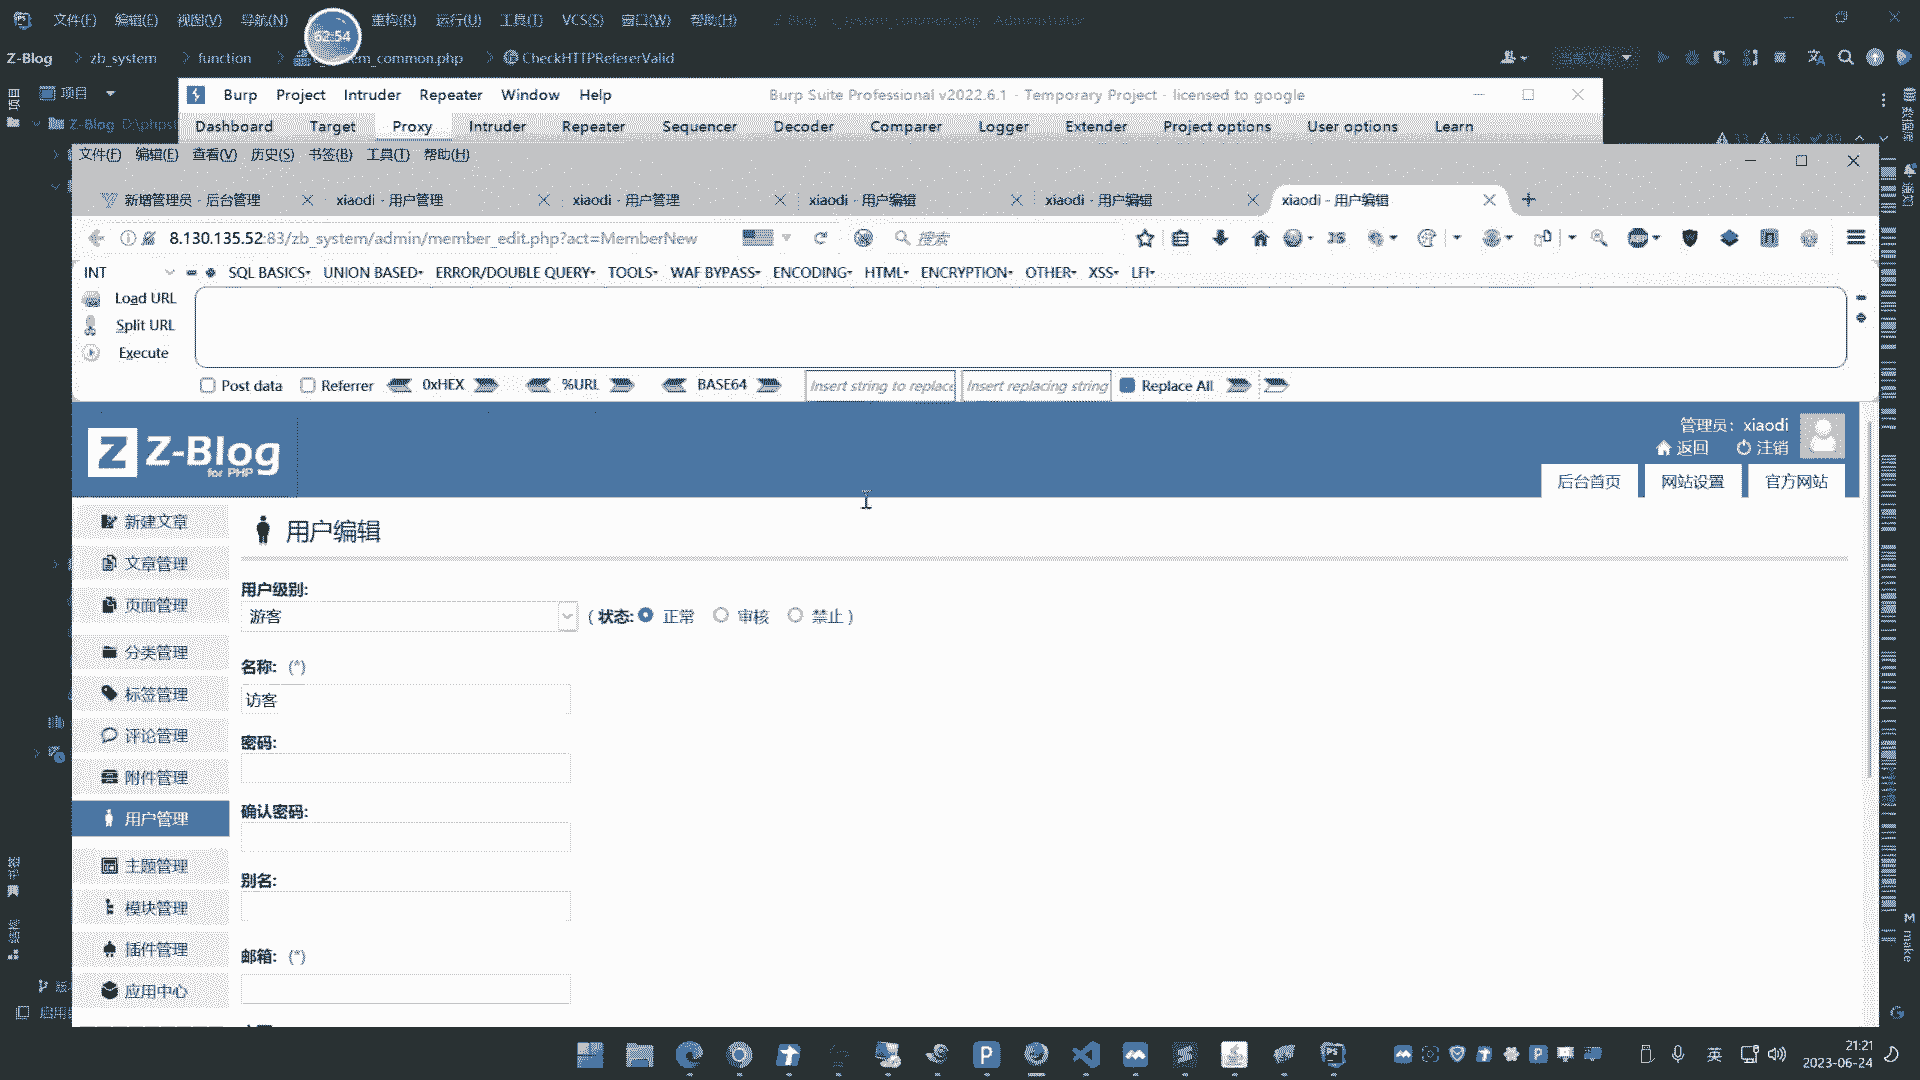 文件(F) 编辑(E) 视图(V) 导航(N) 重构(R) 运行(U) 工具(T) VCS(S) 窗口(W) 帮助(H)
62:54
Z-Blog zb_system function common.php CheckHTTPRefererValid 当前文件
项目 项目
Z-Blog
Burp Project Intruder Repeater Window Help Burp Suite Professional v2022.6.1 - Temporary Project - licensed to google
Dashboard Target Proxy Intruder Repeater Sequencer Decoder Comparer Logger Extender Project options User options Learn
文件(F) 编辑(E) 查看(V) 历史(S) 书签(B) 工具(T) 帮助(H)
新增管理员 - 后台管理 xiaodi - 用户管理 xiaodi - 用户管理 xiaodi - 用户编辑 xiaodi - 用户编辑 xiaodi - 用户编辑
8.130.135.52:83/zb_system/admin/member_edit.php?act=MemberNew 搜索
INT SQL BASICS UNION BASED ERROR/DOUBLE QUERY TOOLS WAF BYPASS ENCODING HTML ENCRYPTION OTHER XSS LFI
Load URL
Split URL
Execute
Post data Referrer 0xHEX %URL BASE64 Insert string to replace Insert replacing string Replace All
Z Z-Blog for PHP
管理员：xiaodi
返回 注销
后台首页 网站设置 官方网站
新建文章
文章管理
页面管理
分类管理
标签管理
评论管理
附件管理
用户管理
主题管理
模块管理
插件管理
应用中心
用户编辑
用户级别:
游客 ( 状态: 正常 审核 禁止 )
名称: (*)
访客
密码:
确认密码:
别名:
邮箱: (*)
结构
make
英
21:21
2023-06-24